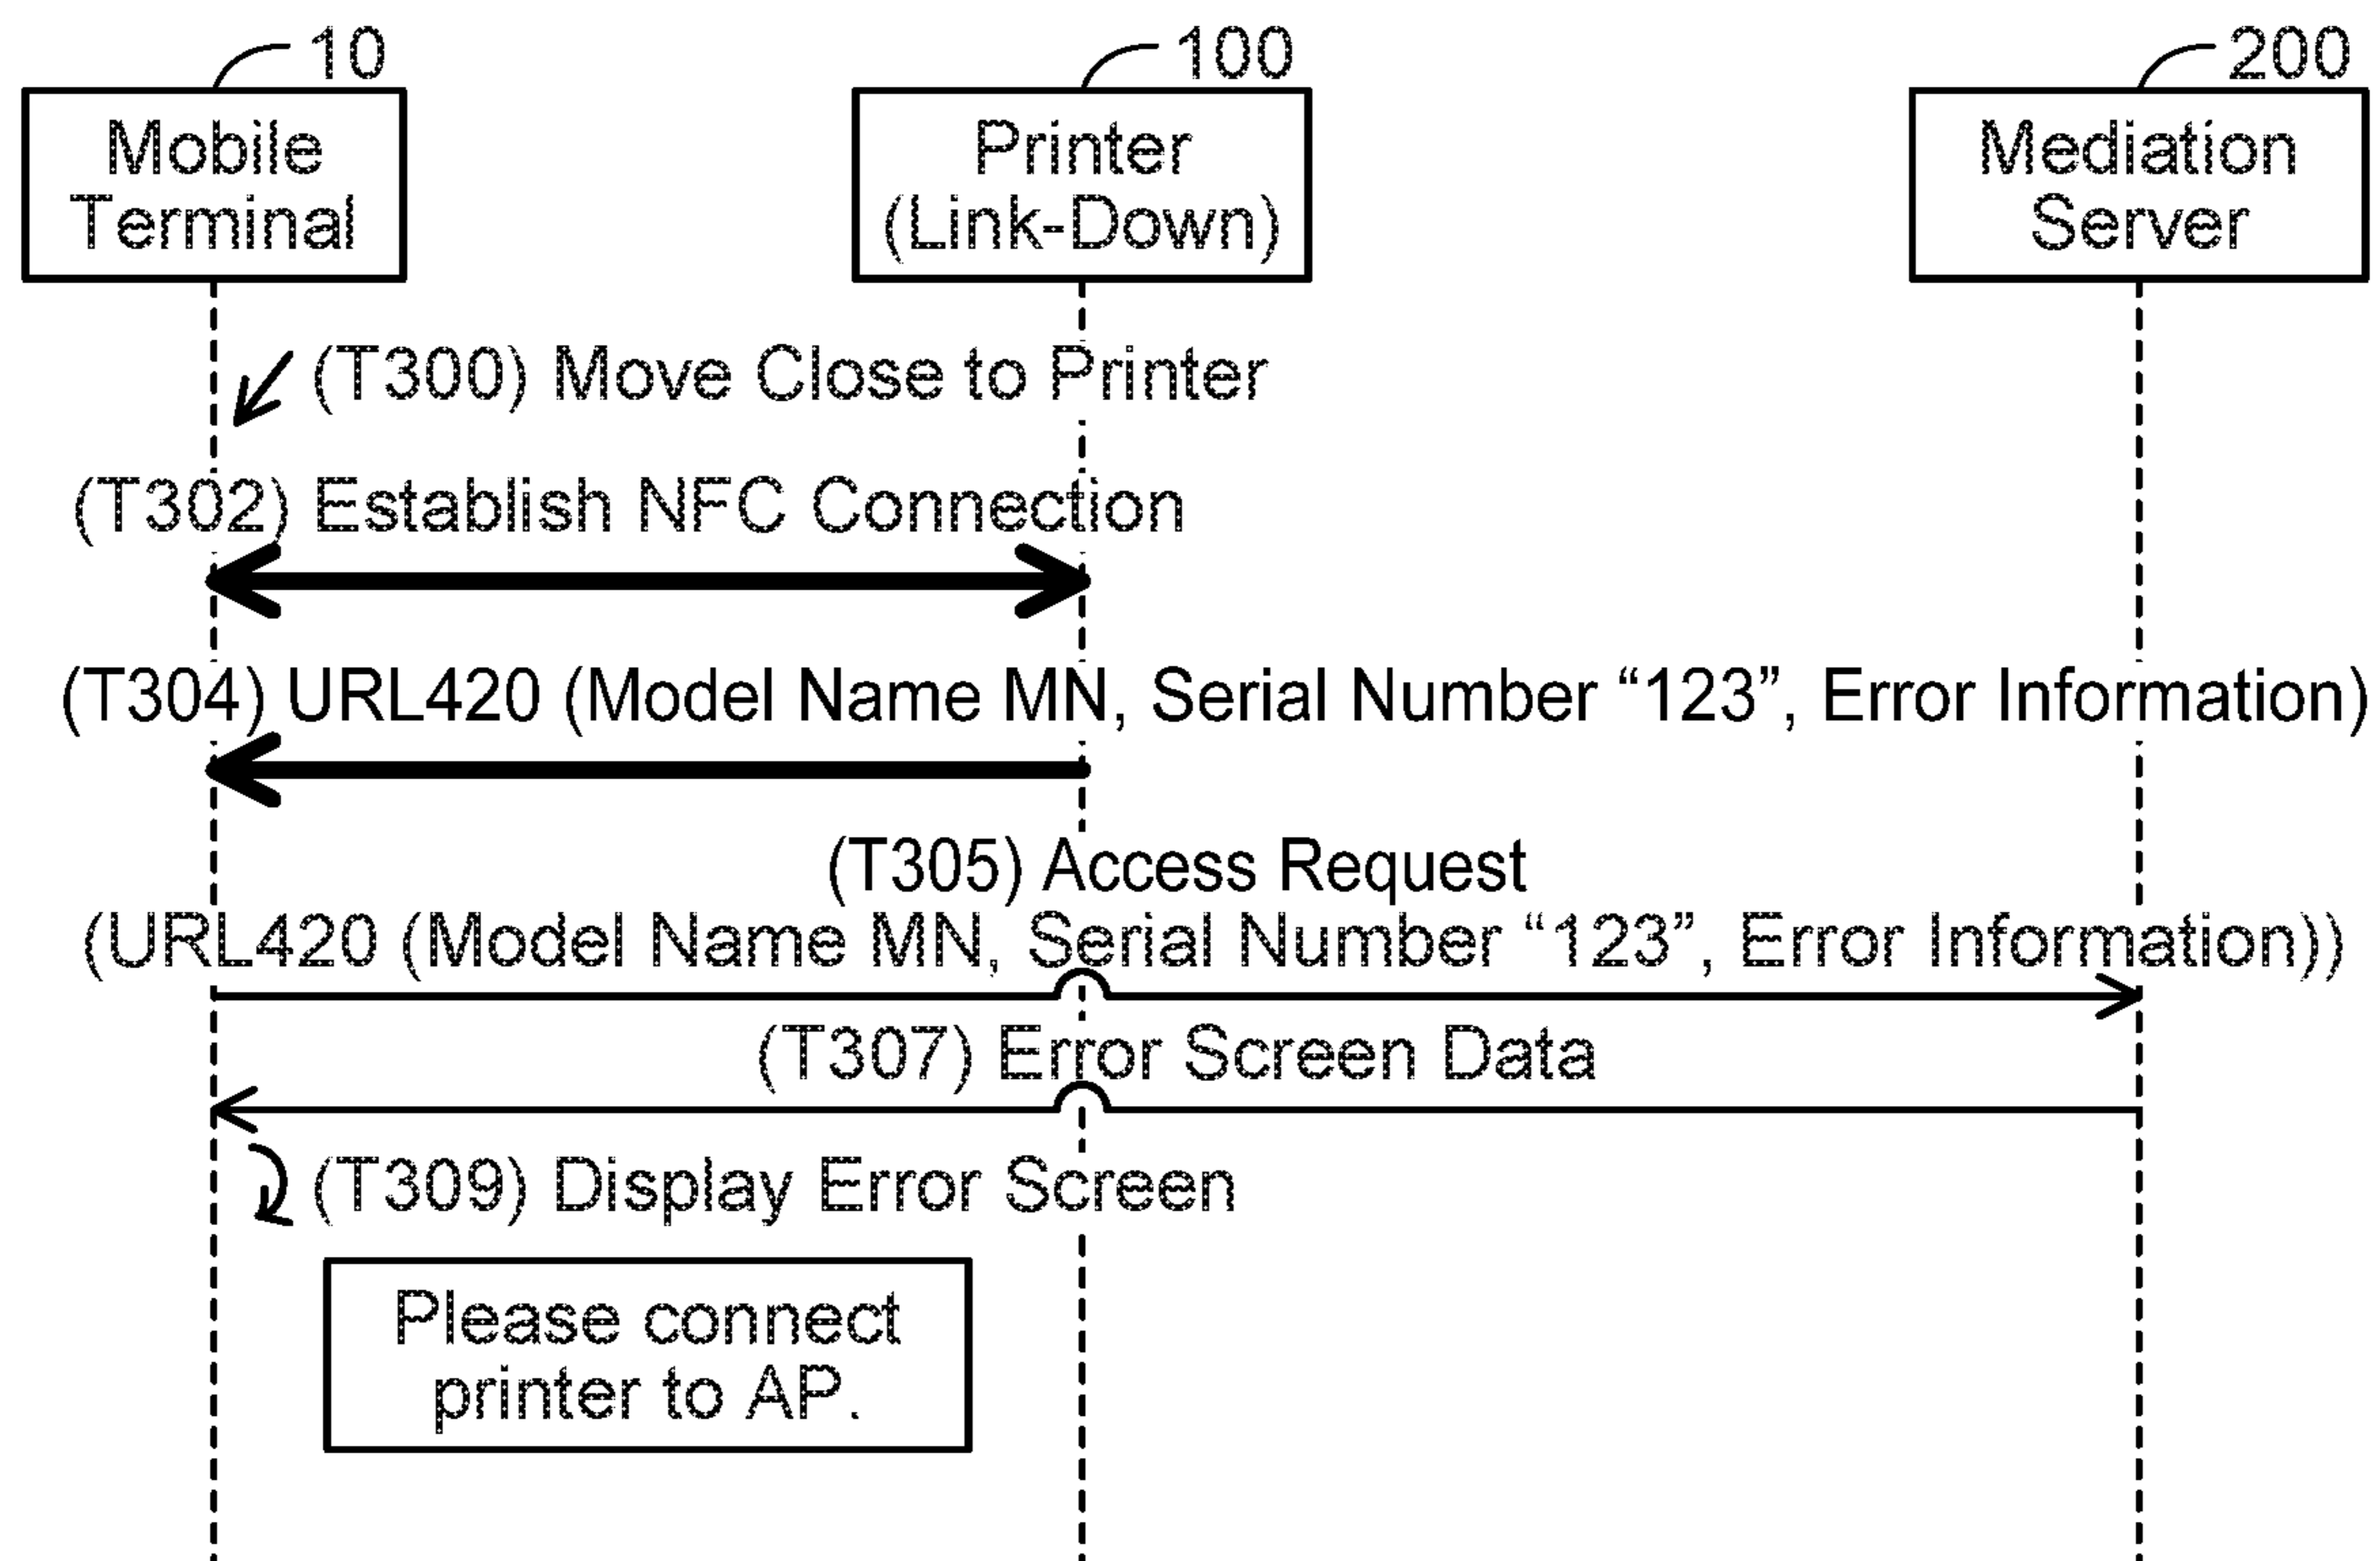 10
100
200
Mobile
Terminal
Printer
(Link-Down)
Mediation
Server
(T300) Move Close to Printer
(T302) Establish NFC Connection
(T304) URL420 (Model Name MN, Serial Number “123”, Error Information)
(T305) Access Request
(URL420 (Model Name MN, Serial Number “123”, Error Information))
(T307) Error Screen Data
(T309) Display Error Screen
Please connect
printer to AP.